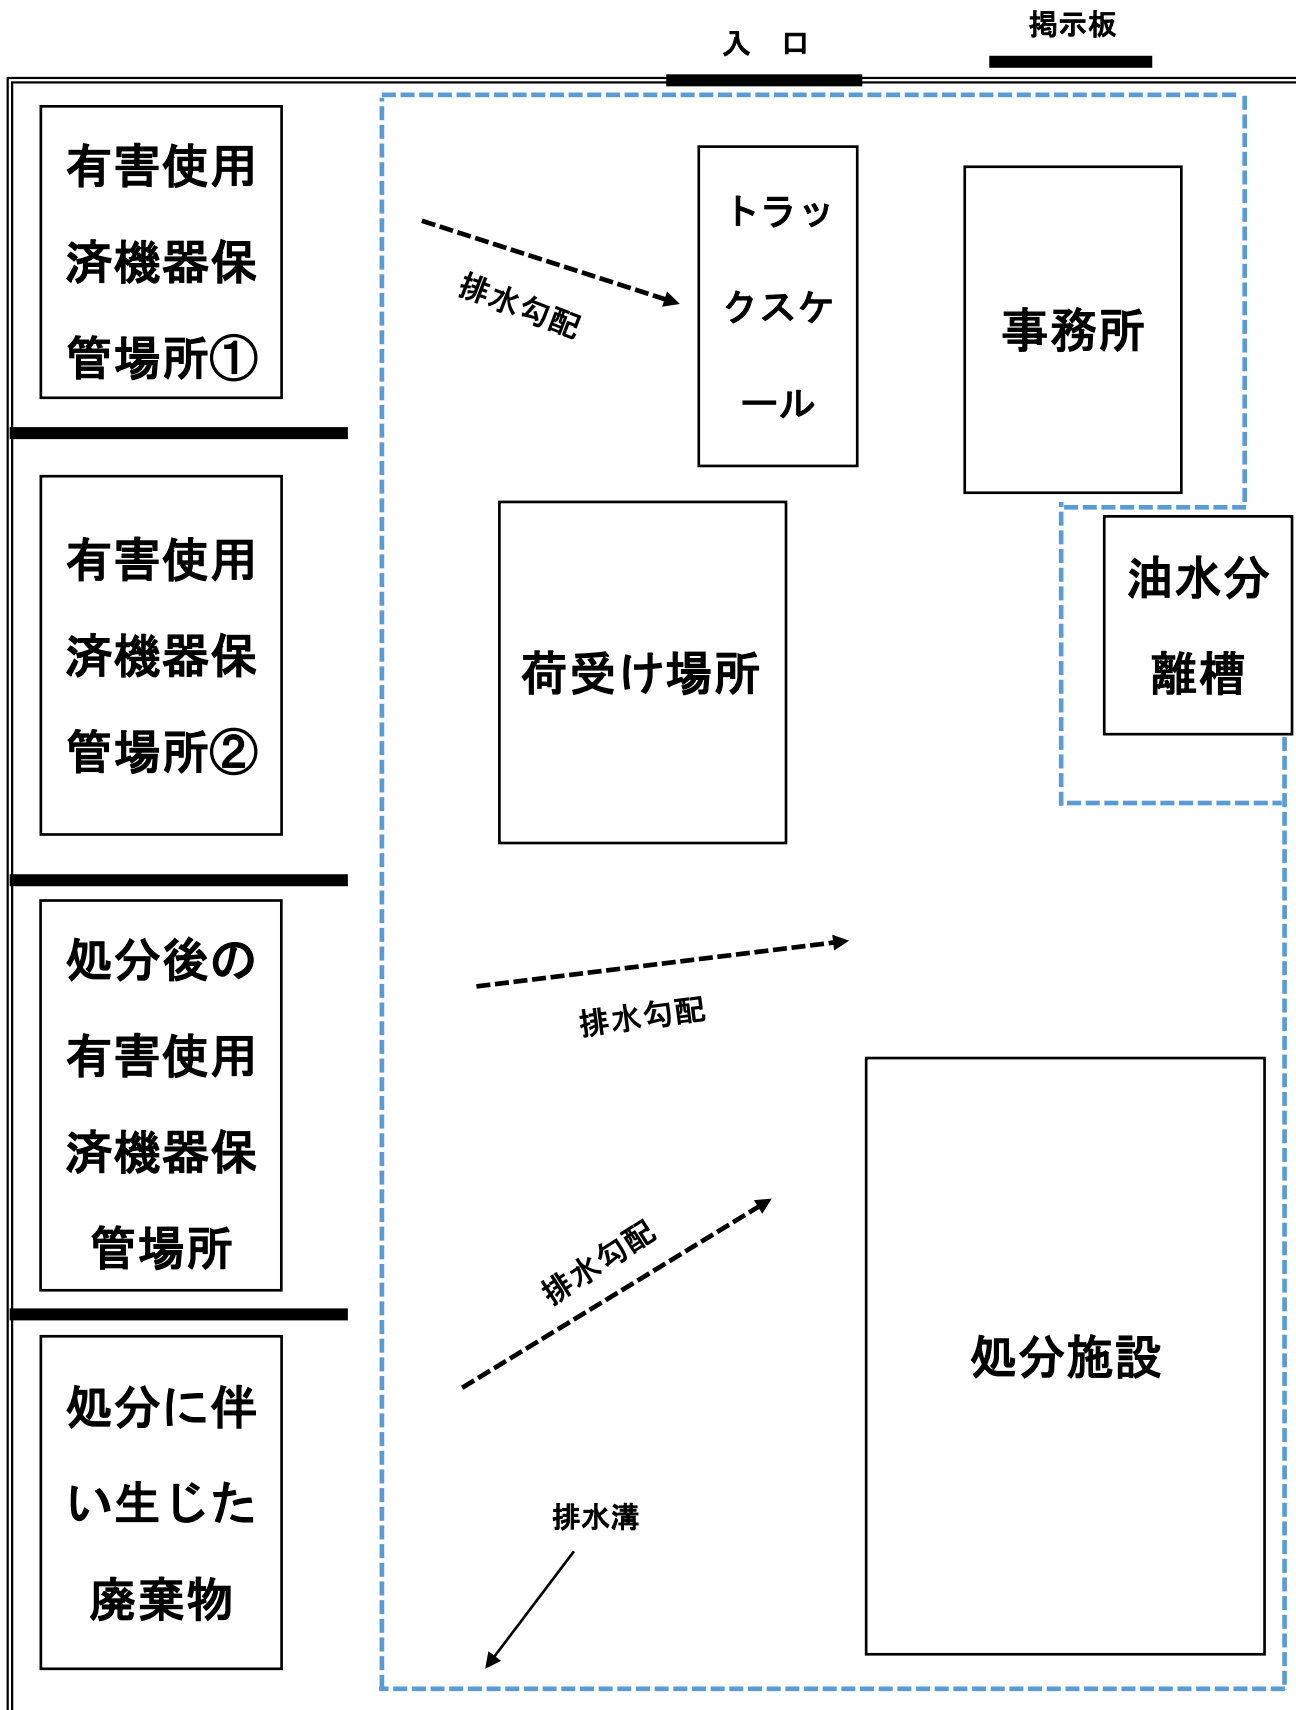 掲示板
入　口
有害使用
済機器保
管場所①
トラッ
クスケ
ール
事務所
排水勾配
有害使用
済機器保
管場所②
荷受け場所
油水分
離槽
処分後の
有害使用
済機器保
管場所
排水勾配
排水勾配
処分施設
処分に伴
い生じた
廃棄物
排水溝